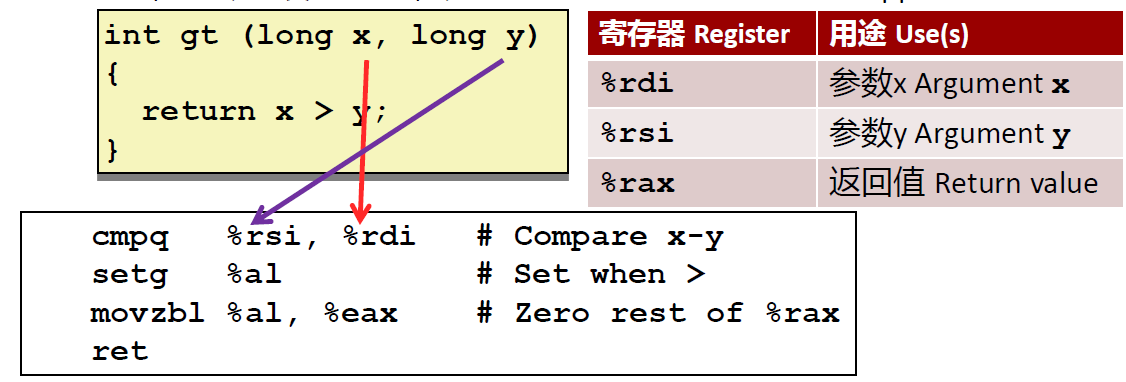 int gt (long x, long y)
{
  return x > y;
}
寄存器 Register 用途 Use(s)
%rdi 参数x Argument x
%rsi 参数y Argument y
%rax 返回值 Return value
cmpq %rsi, %rdi # Compare x-y
setg %al # Set when >
movzbl %al, %eax # Zero rest of %rax
ret